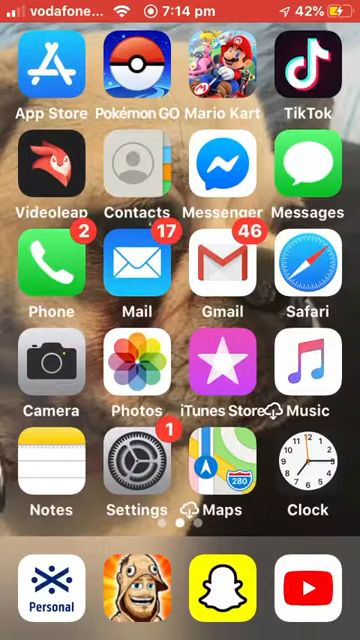 vodafone... 7:14 pm 42%
App Store Pokémon GO Mario Kart TikTok
Videoleap Contacts Messenger Messages
2 17 46
Phone Mail Gmail Safari
Camera Photos iTunes Store Music
1
280
Notes Settings Maps Clock
Personal